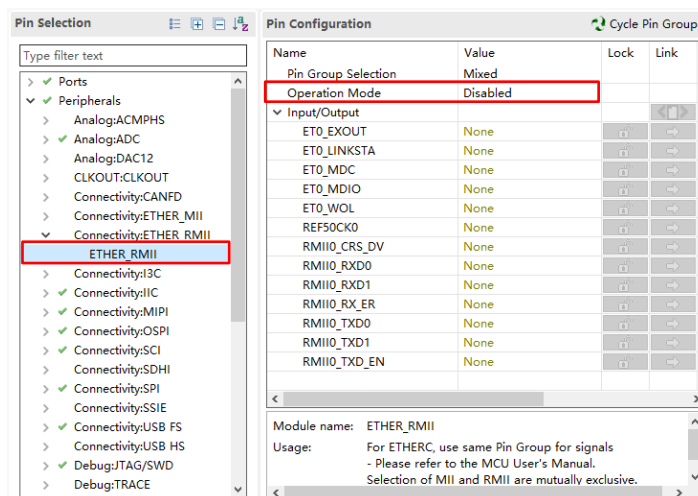 Pin Selection
Type filter text
Ports
Peripherals
Analog:ACMPHS
Analog:ADC
Analog:DAC12
CLKOUT:CLKOUT
Connectivity:CANFD
Connectivity:ETHER_MII
Connectivity:ETHER_RMII
ETHER_RMII
Connectivity:I3C
Connectivity:IIC
Connectivity:MIPI
Connectivity:OSPI
Connectivity:SCI
Connectivity:SDHI
Connectivity:SPI
Connectivity:SSIE
Connectivity:USB FS
Connectivity:USB HS
Debug:JTAG/SWD
Debug:TRACE
Pin Configuration
Cycle Pin Group
Name Value Lock Link
Pin Group Selection Mixed
Operation Mode Disabled
Input/Output
ET0_EXOUT None
ET0_LINKSTA None
ET0_MDC None
ET0_MDIO None
ET0_WOL None
REF50CK0 None
RMII0_CRS_DV None
RMII0_RXD0 None
RMII0_RXD1 None
RMII0_RX_ER None
RMII0_TXD0 None
RMII0_TXD1 None
RMII0_TXD_EN None
Module name: ETHER_RMII
Usage: For ETHERC, use same Pin Group for signals
- Please refer to the MCU User's Manual.
Selection of MII and RMII are mutually exclusive.